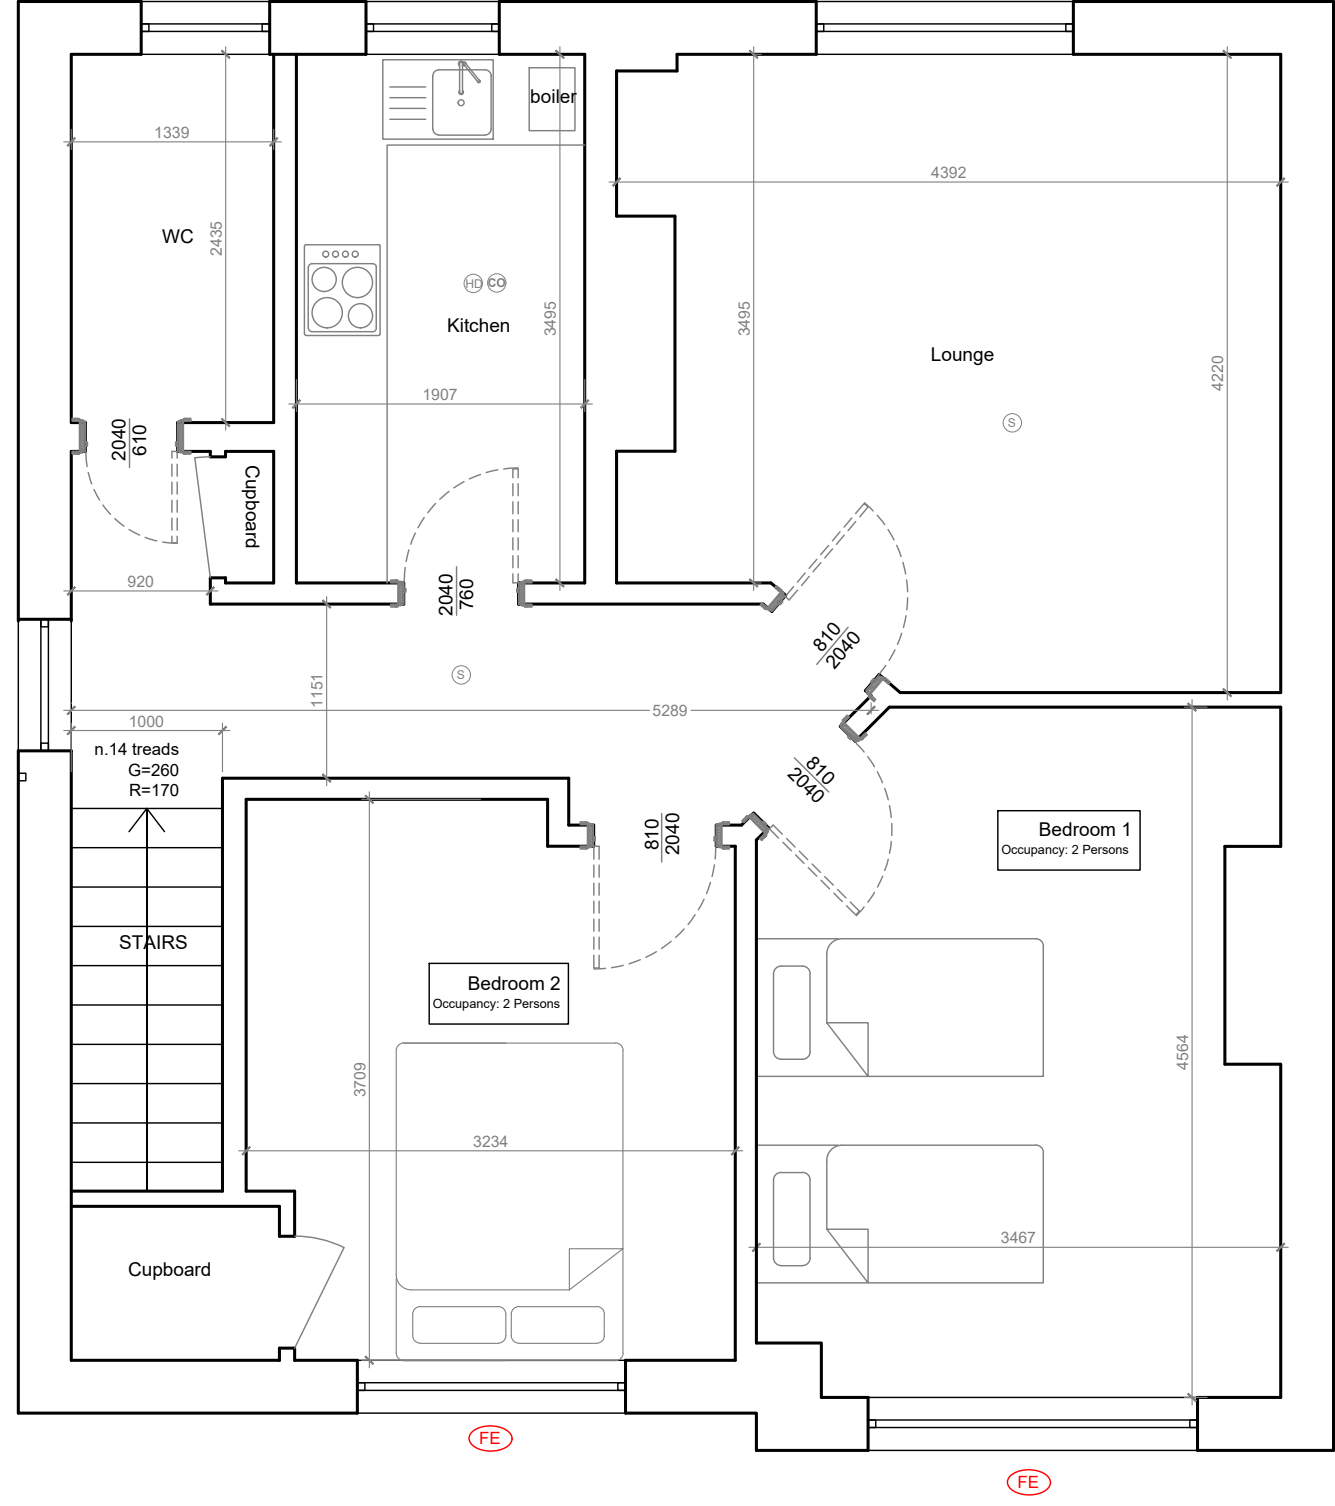 boiler
1339
4392
WC
2435
HD
CO
Kitchen
3495
3495
Lounge
4220
1907
S
2040
610
Cupboard
920
2040
760
810
2040
S
1151
5289
1000
n.14 treads
G=260
R=170
810
2040
810
2040
Bedroom 1
Occupancy: 2 Persons
STAIRS
Bedroom 2
Occupancy: 2 Persons
3709
4564
3234
3467
Cupboard
FE
FE